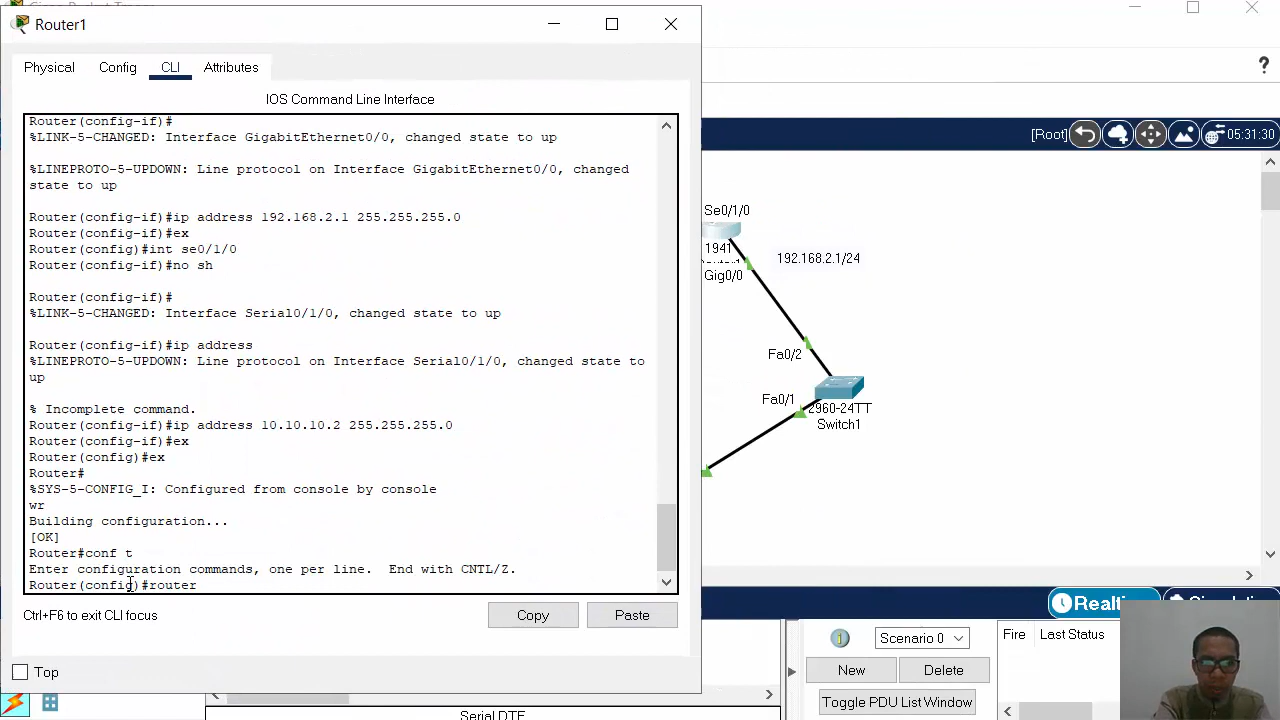 Router1
Physical Config CLI Attributes
IOS Command Line Interface
Router(config-if)#
%LINK-5-CHANGED: Interface GigabitEthernet0/0, changed state to up
%LINEPROTO-5-UPDOWN: Line protocol on Interface GigabitEthernet0/0, changed
state to up
Router(config-if)#ip address 192.168.2.1 255.255.255.0
Router(config-if)#ex
Router(config)#int se0/1/0
Router(config-if)#no sh
Router(config-if)#
%LINK-5-CHANGED: Interface Serial0/1/0, changed state to up
Router(config-if)#ip address
%LINEPROTO-5-UPDOWN: Line protocol on Interface Serial0/1/0, changed state to
up
% Incomplete command.
Router(config-if)#ip address 10.10.10.2 255.255.255.0
Router(config-if)#ex
Router(config)#ex
Router#
%SYS-5-CONFIG_I: Configured from console by console
wr
Building configuration...
[OK]
Router#conf t
Enter configuration commands, one per line. End with CNTL/Z.
Router(config)#router
Ctrl+F6 to exit CLI focus
Copy Paste
Top
?
[Root] 05:31:30
Se0/1/0
1941
192.168.2.1/24
Gig0/0
Fa0/2
Fa0/1
2960-24TT
Switch1
Scenario 0
Fire Last Status
New Delete
Toggle PDU List Window
Serial DTE